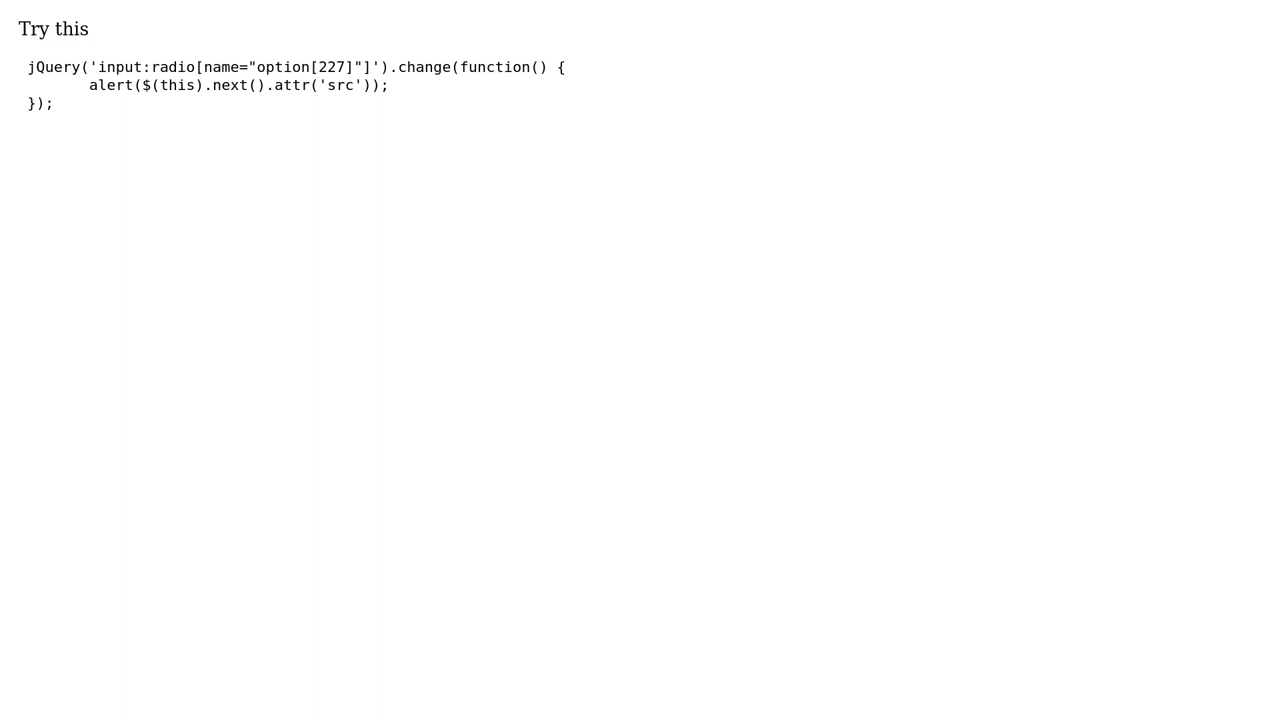 Try this
jQuery('input:radio[name="option[227]"]').change(function() {
       alert($(this).next().attr('src'));
});